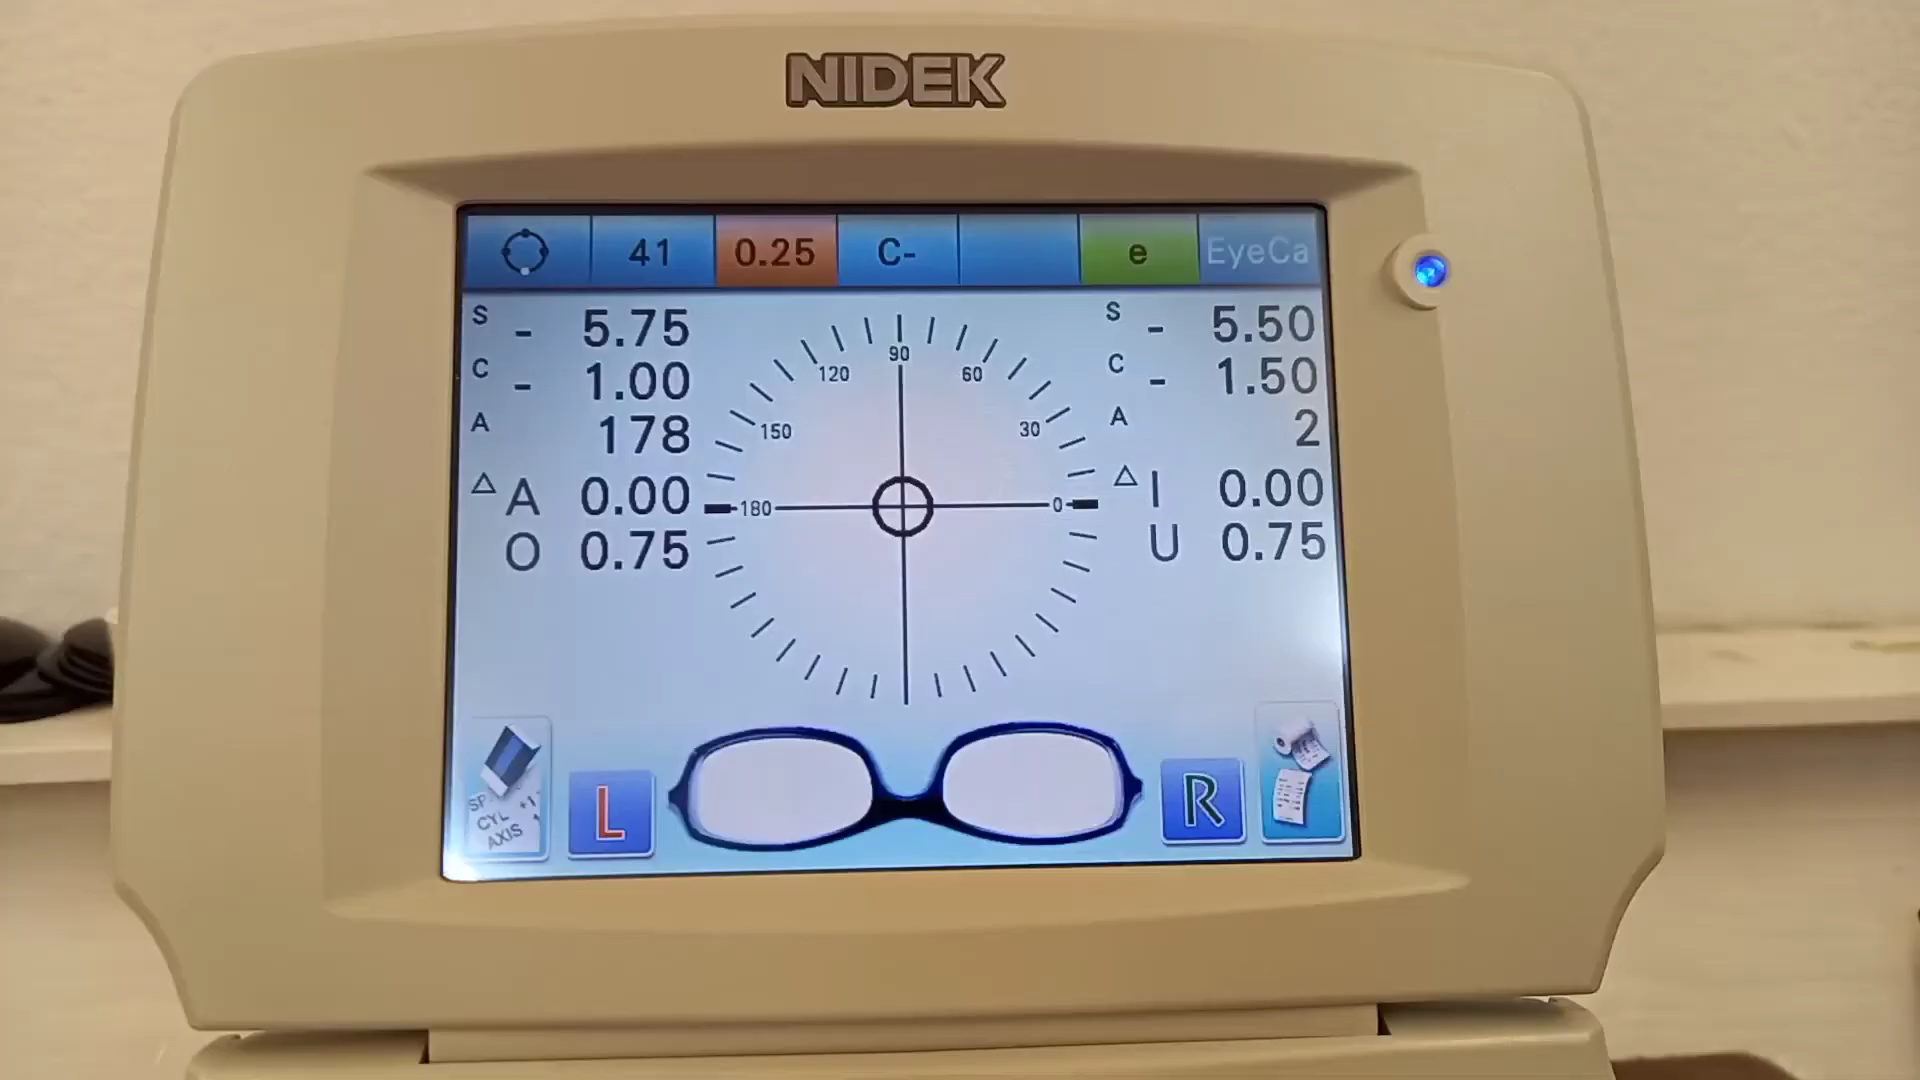 NIDEK
41 0.25 C- e EyeCa
S - 5.75
C - 1.00
A 178
△ A 0.00
O 0.75
90
120 60
150 30
180 0
S - 5.50
C - 1.50
A 2
△ I 0.00
U 0.75
SP
CYL
AXIS
L
R